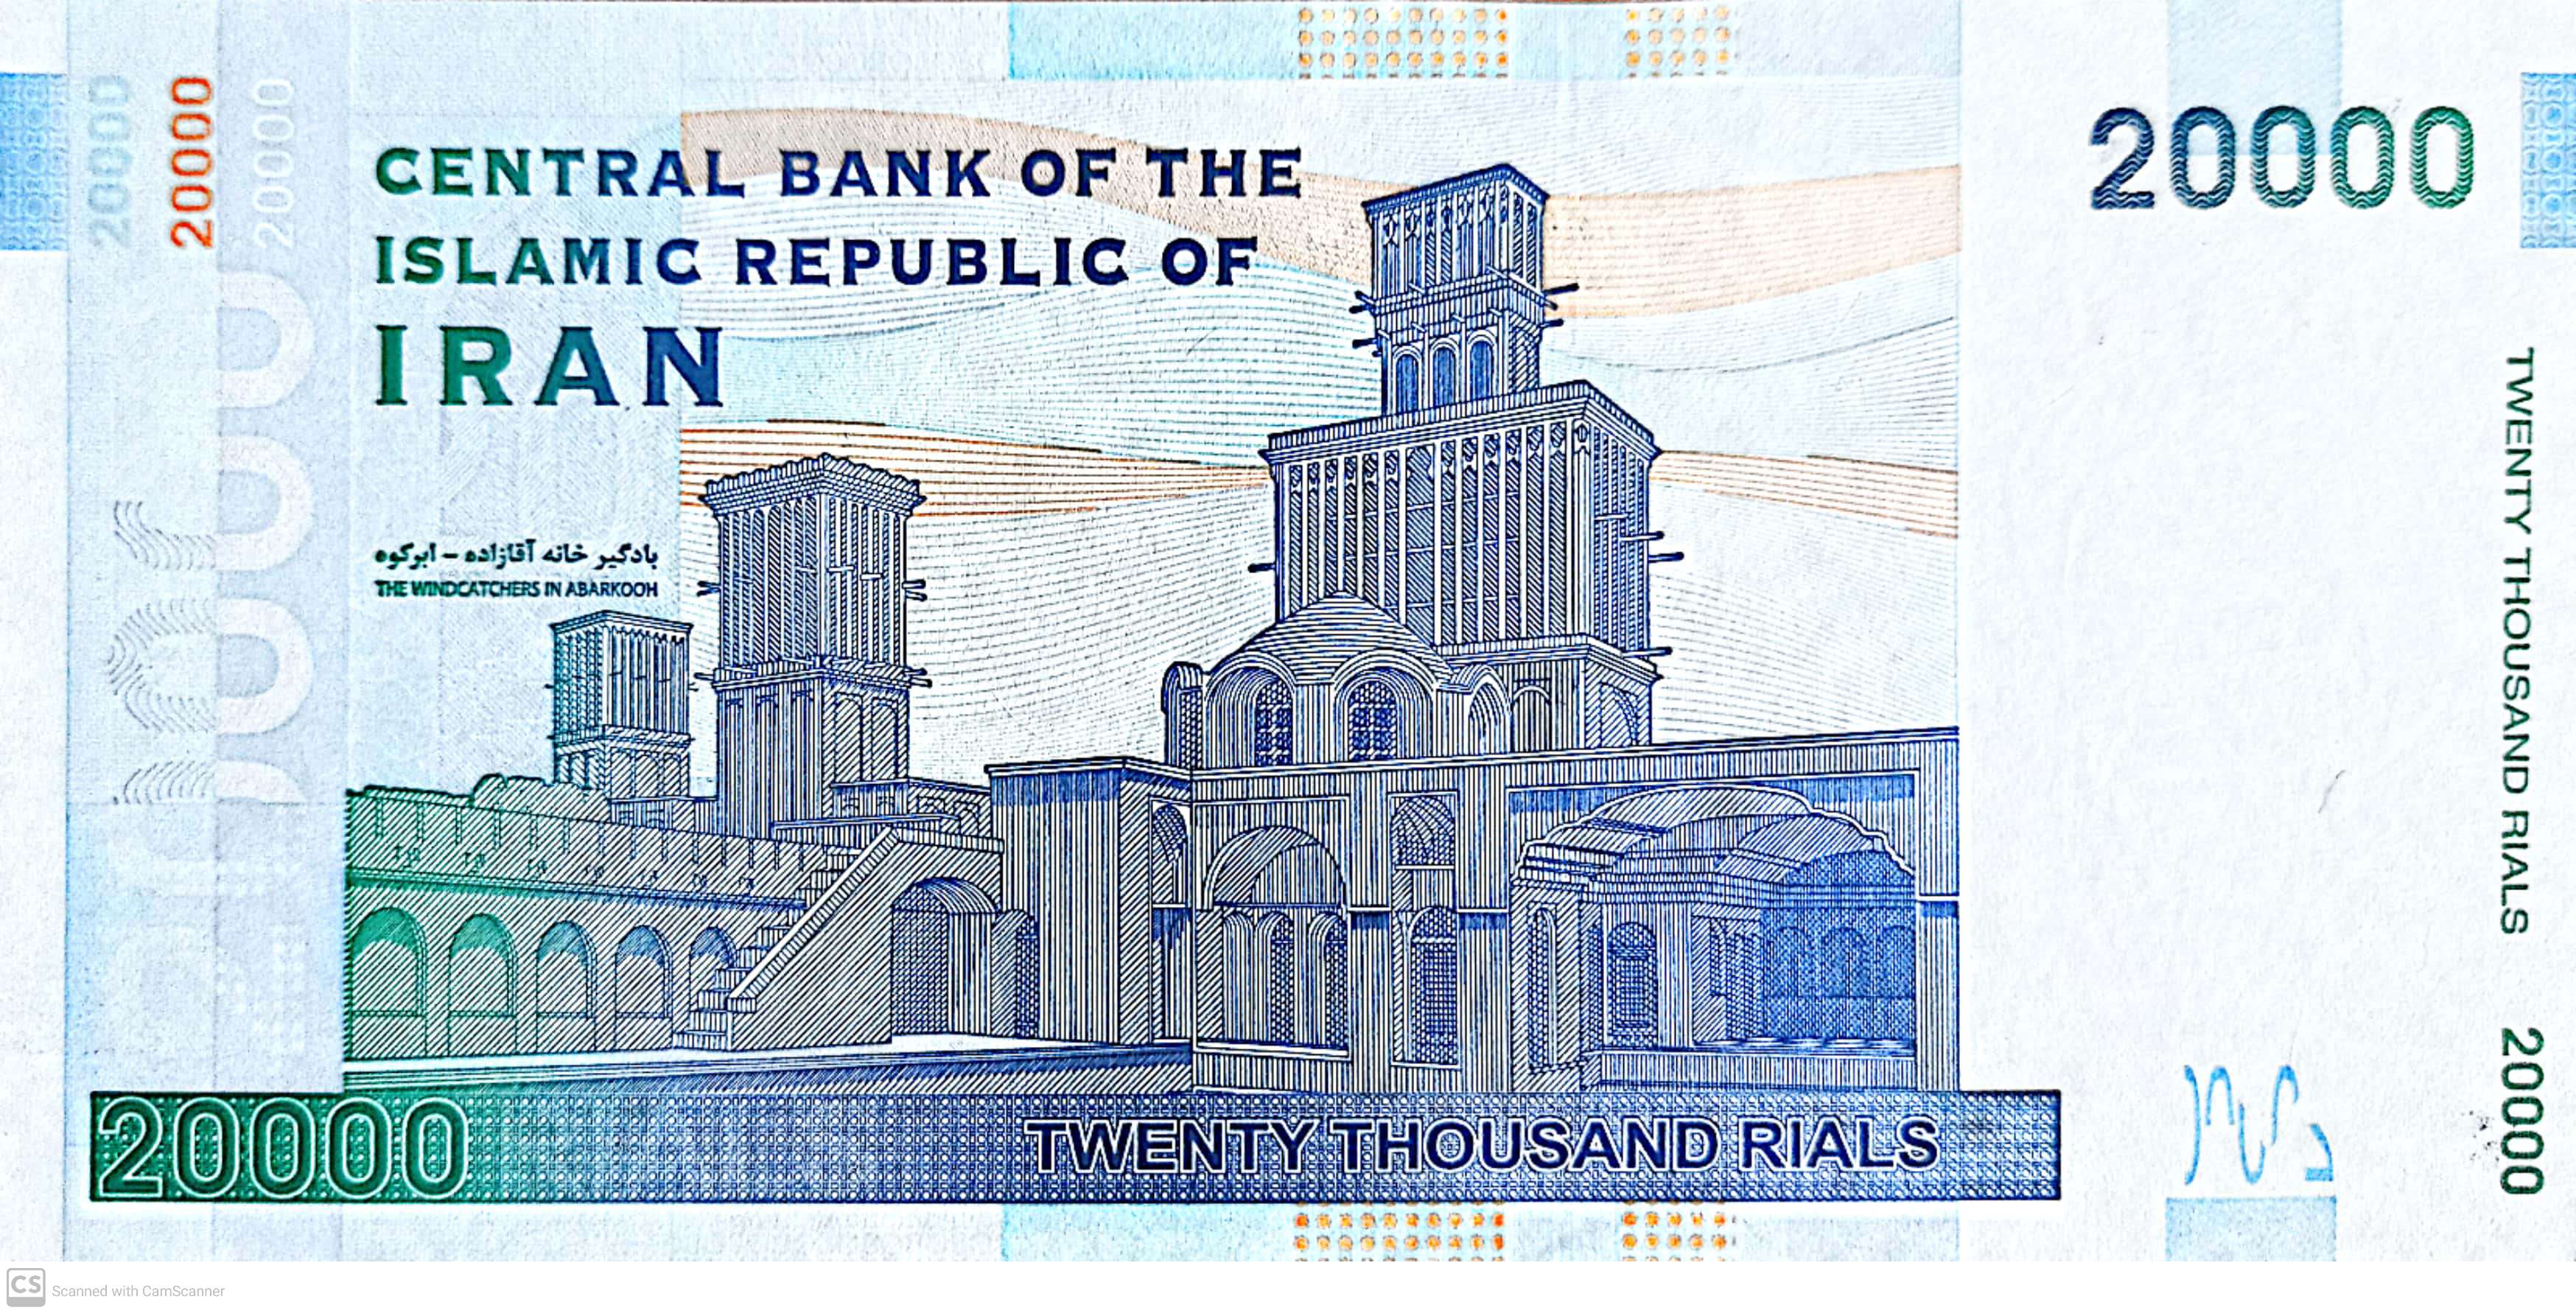 20000
20000
20000
CENTRAL BANK OF THE
ISLAMIC REPUBLIC OF
IRAN
20000
بادگیر خانه آقازاده – ابرکوه
THE WINDCATCHERS IN ABARKOOH
TWENTY THOUSAND RIALS 20000
20000
TWENTY THOUSAND RIALS
CS Scanned with CamScanner